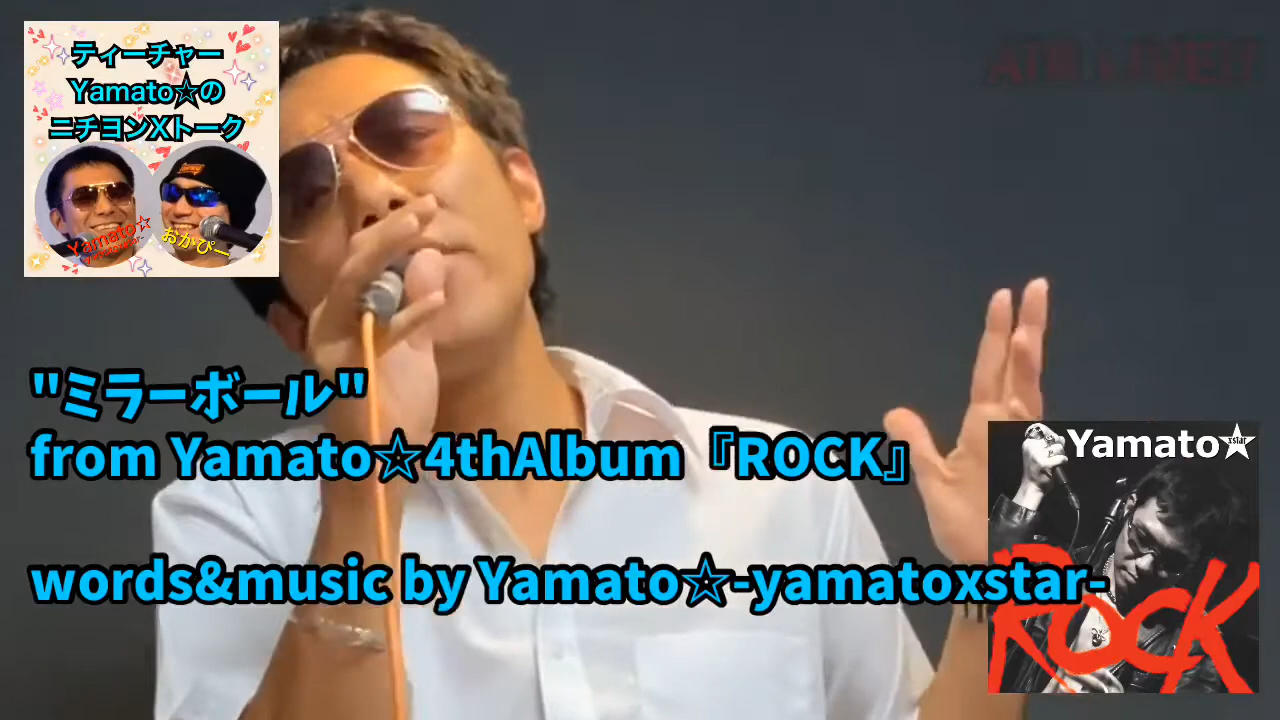 ティーチャー
Yamato☆の
ニチヨンXトーク
Yamato☆
-yamatoxstar-
おかぴー
"ミラーボール"
from Yamato☆4thAlbum『ROCK』
words&music by Yamato☆-yamatoxstar-
Yamato★
xstar
ROCK